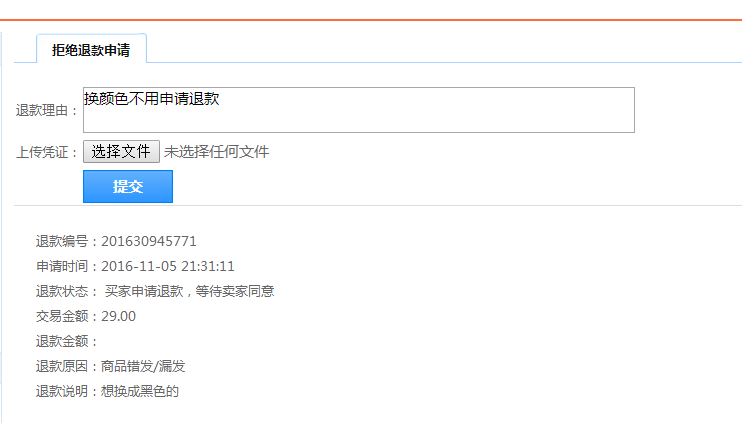 拒绝退款申请
退款理由：换颜色不用申请退款
上传凭证：选择文件 未选择任何文件
提交
退款编号：201630945771
申请时间：2016-11-05 21:31:11
退款状态： 买家申请退款，等待卖家同意
交易金额：29.00
退款金额：
退款原因：商品错发/漏发
退款说明：想换成黑色的